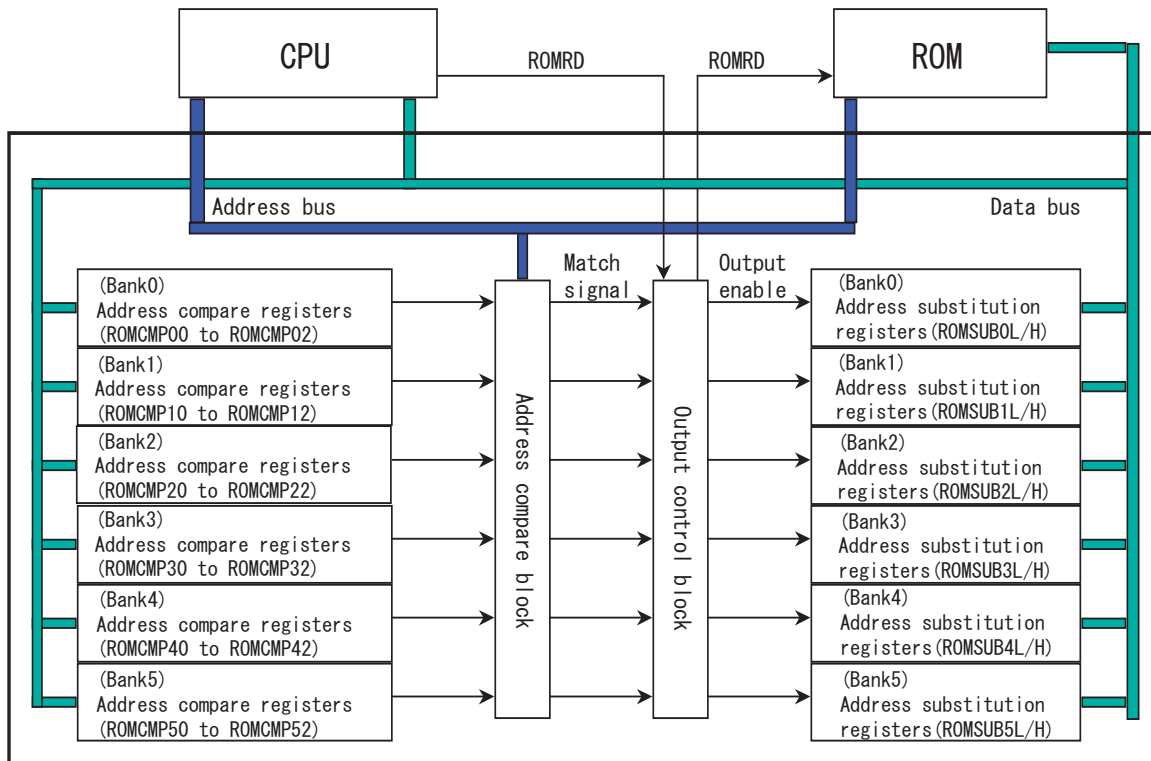 CPU
ROMRD
ROMRD
ROM
Address bus
Data bus
Match
signal
Output
enable
(Bank0)
Address compare registers
(ROMCMP00 to ROMCMP02)
(Bank1)
Address compare registers
(ROMCMP10 to ROMCMP12)
(Bank2)
Address compare registers
(ROMCMP20 to ROMCMP22)
(Bank3)
Address compare registers
(ROMCMP30 to ROMCMP32)
(Bank4)
Address compare registers
(ROMCMP40 to ROMCMP42)
(Bank5)
Address compare registers
(ROMCMP50 to ROMCMP52)
Address compare block
Output control block
(Bank0)
Address substitution
registers(ROMSUB0L/H)
(Bank1)
Address substitution
registers(ROMSUB1L/H)
(Bank2)
Address substitution
registers(ROMSUB2L/H)
(Bank3)
Address substitution
registers(ROMSUB3L/H)
(Bank4)
Address substitution
registers(ROMSUB4L/H)
(Bank5)
Address substitution
registers(ROMSUB5L/H)